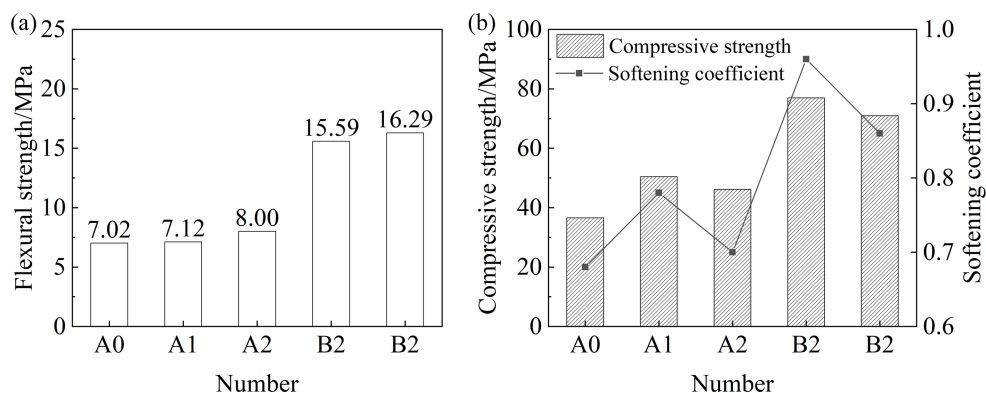 (a)
Flexural strength/MPa
25
20
15
10
5
0
7.02
7.12
8.00
15.59
16.29
A0 A1 A2 B2 B2
Number
(b)
Compressive strength/MPa
100
80
60
40
20
0
Compressive strength
Softening coefficient
1.0
0.9
0.8
0.7
0.6
Softening coefficient
A0 A1 A2 B2 B2
Number